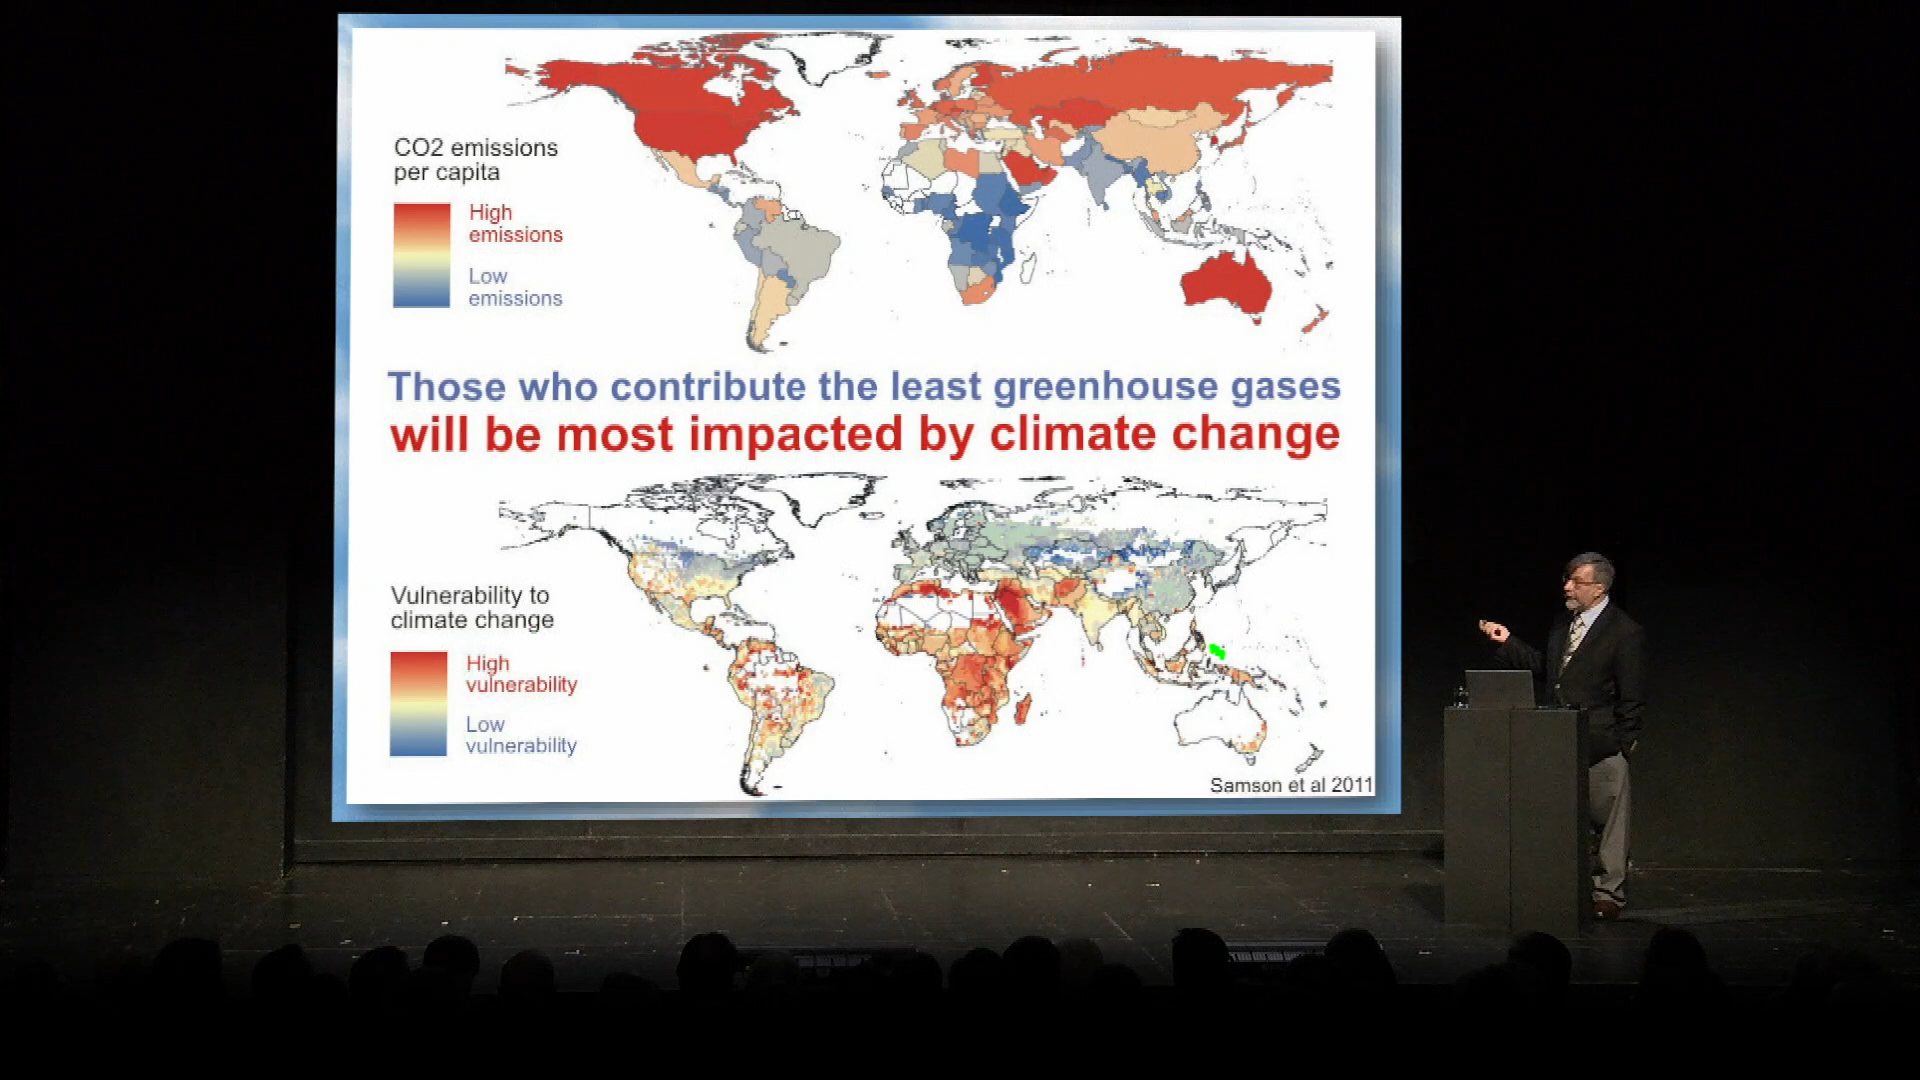 CO2 emissions
per capita
High
emissions
Low
emissions
Those who contribute the least greenhouse gases
will be most impacted by climate change
Vulnerability to
climate change
High
vulnerability
Low
vulnerability
Samson et al 2011